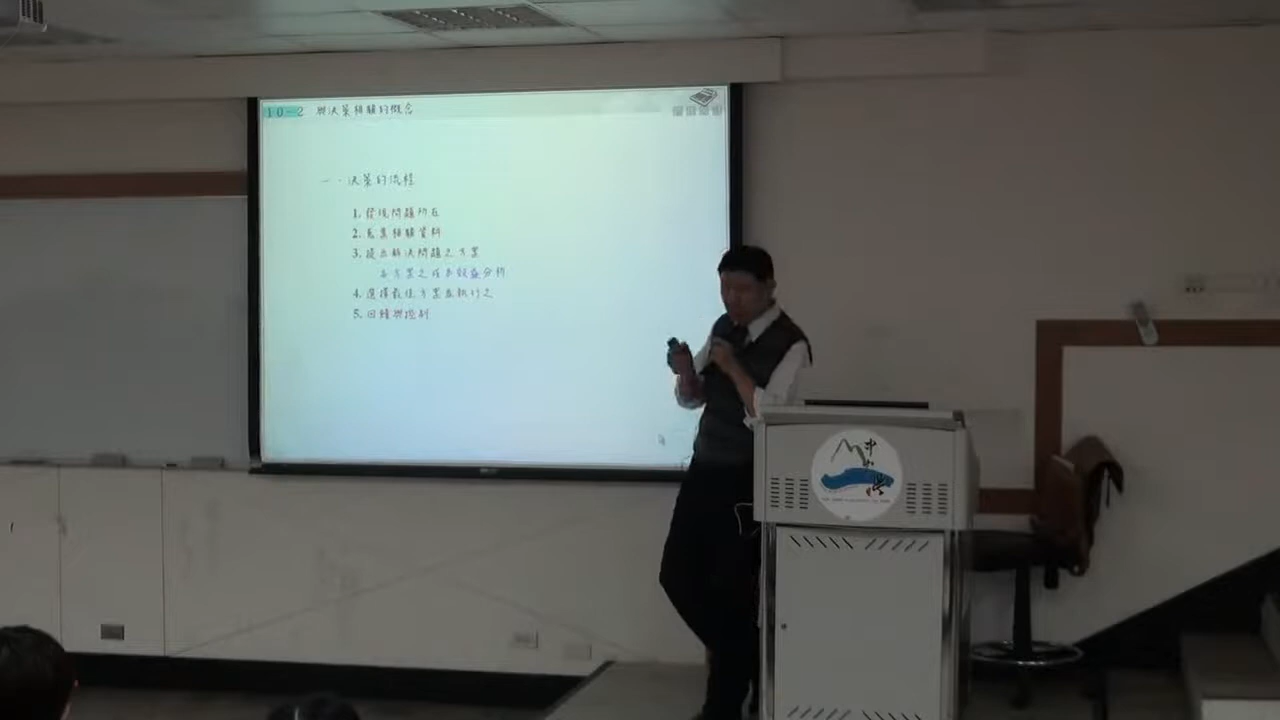 10-2 與決策相關的概念
一、決策的流程
1. 發現問題所在
2. 蒐集相關資料
3. 提出解決問題之方案
各方案之成本效益分析
4. 選擇最佳方案並執行之
5. 回饋與控制
中山